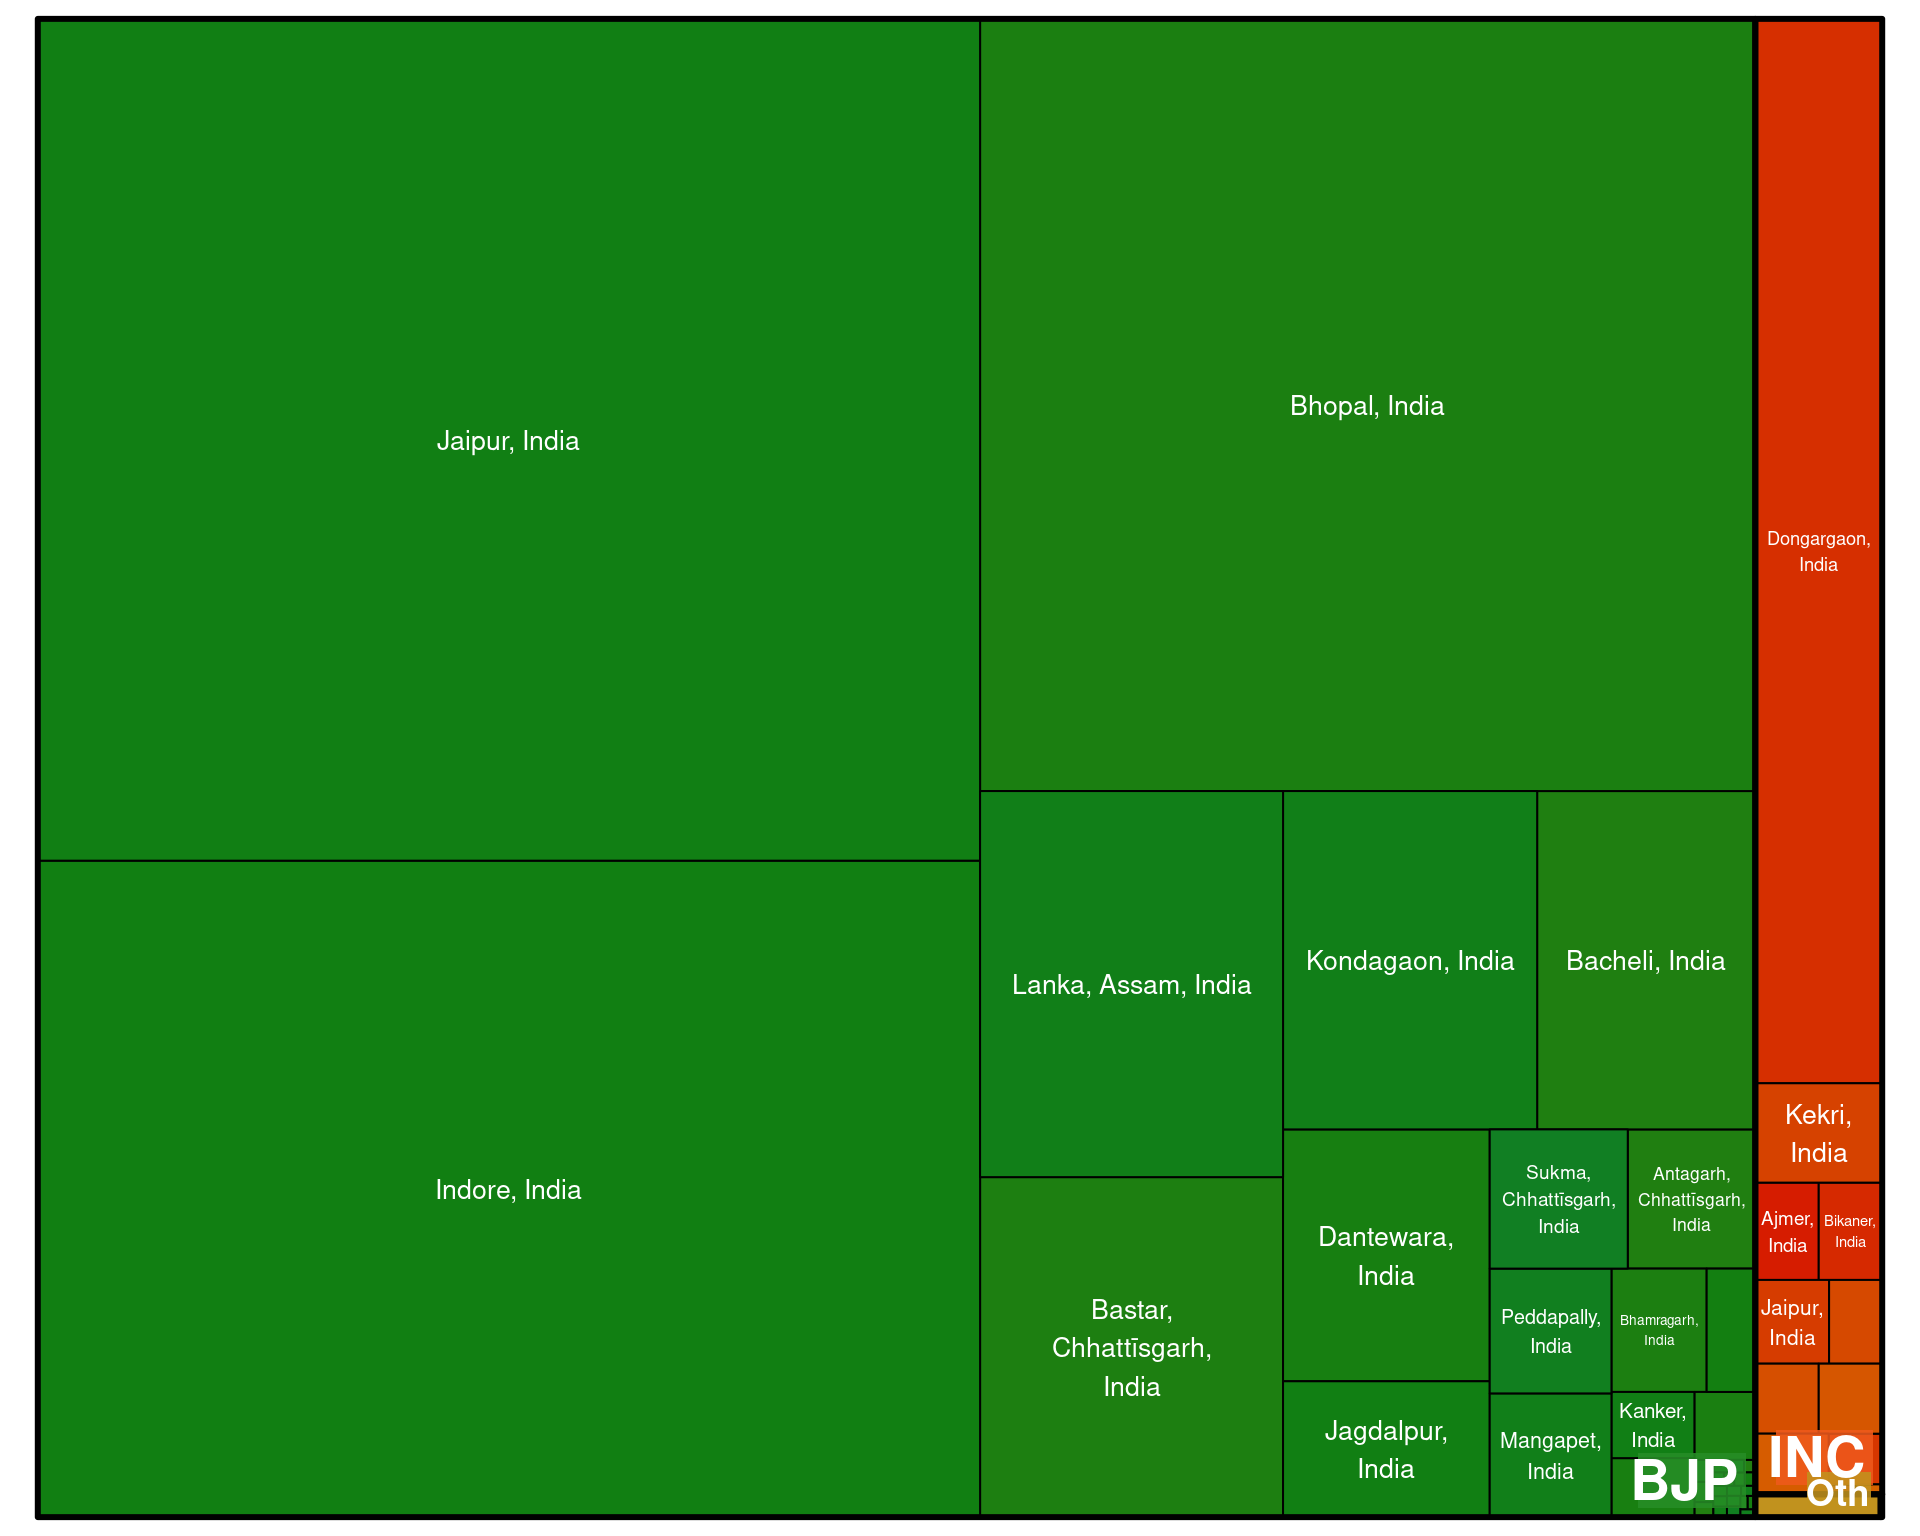 Jaipur, India
Indore, India
Bhopal, India
Lanka, Assam, India
Kondagaon, India
Bacheli, India
Bastar,
Chhattīsgarh,
India
Dantewara,
India
Jagdalpur,
India
Sukma,
Chhattīsgarh,
India
Antagarh,
Chhattīsgarh,
India
Peddapally,
India
Bhamragarh,
India
Mangapet,
India
Kanker,
India
BJP
Dongargaon,
India
Kekri,
India
Ajmer,
India
Bikaner,
India
Jaipur,
India
INC
Oth